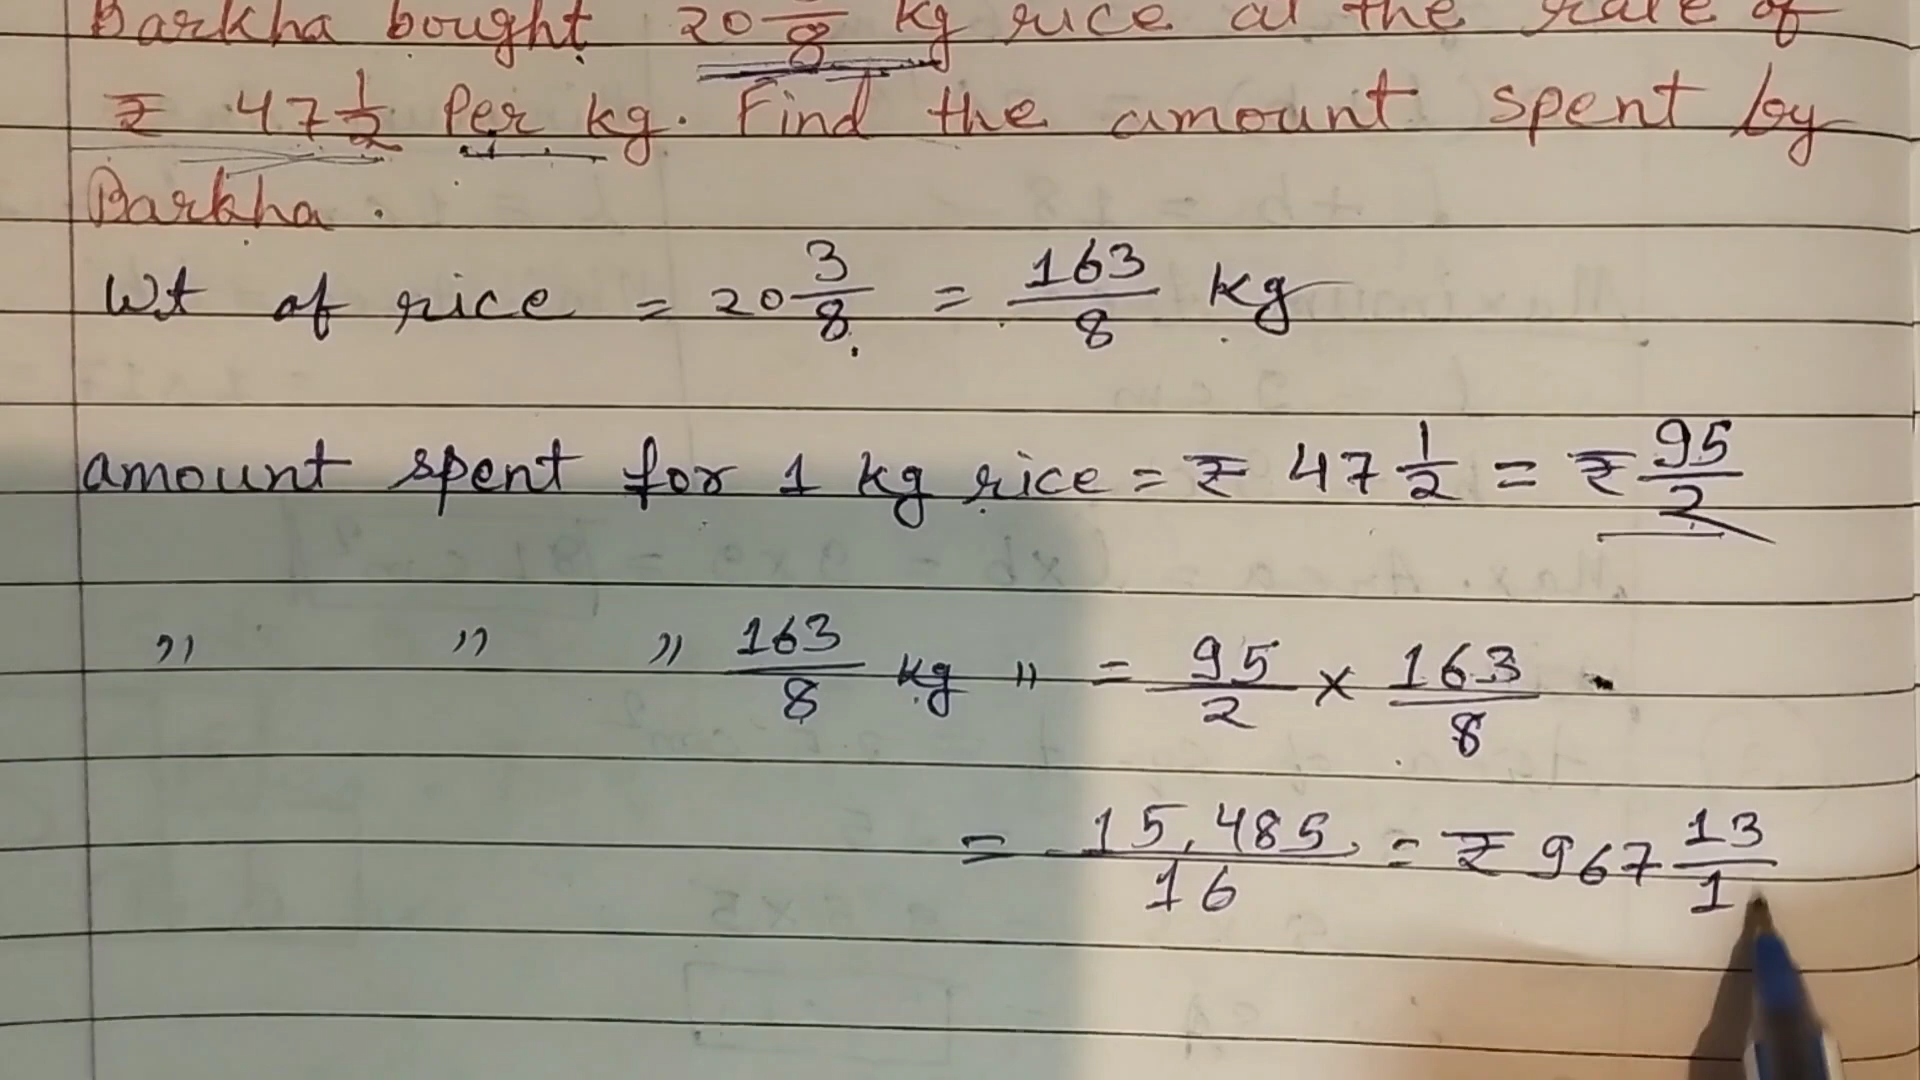 Barkha bought 20 3/8 kg rice at the rate of
₹ 47 1/2 Per kg. Find the amount spent by
Barkha.
Wt of rice = 20 3/8 = 163/8 kg
amount spent for 1 kg rice = ₹ 47 1/2 = ₹ 95/2
" " " 163/8 kg " = 95/2 × 163/8
= 15,485/16 = ₹ 967 13/1